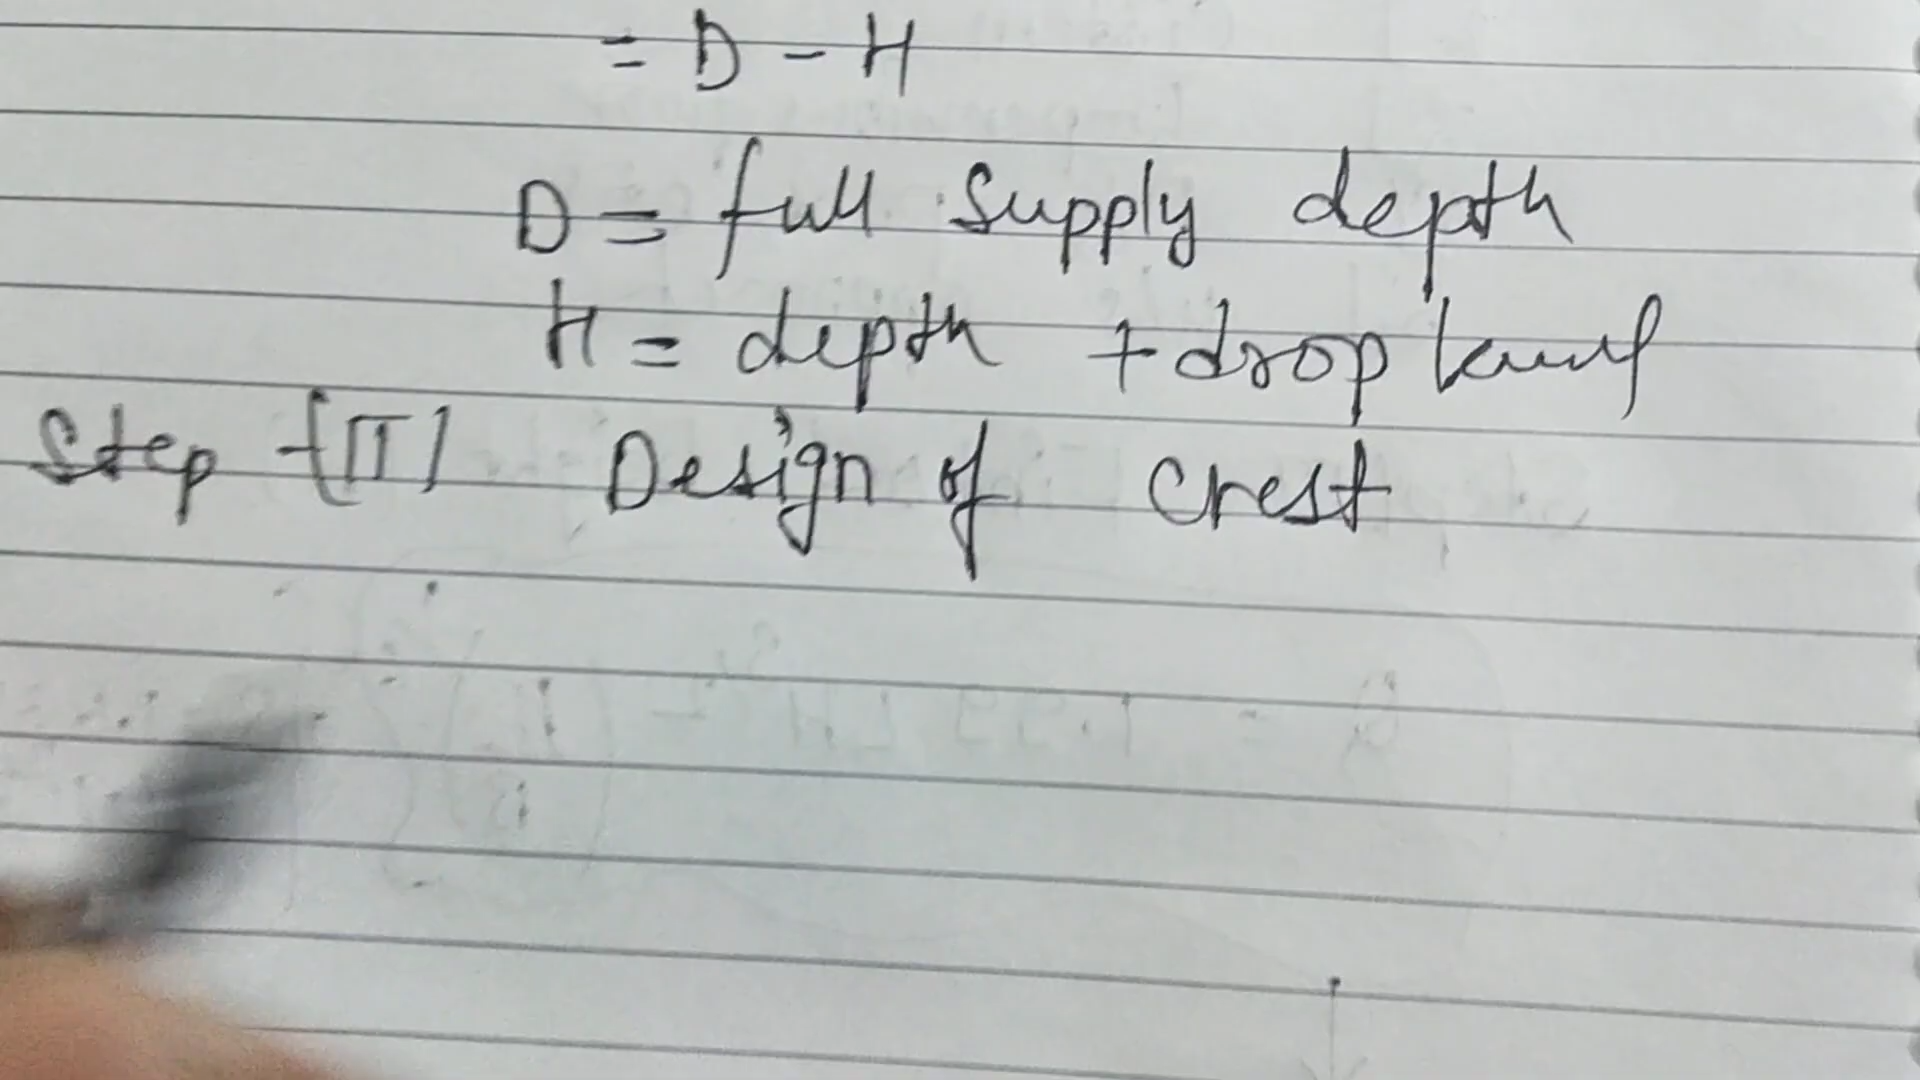 = D - H
D = full supply depth
H = depth + drop
Step - [II] Design of Crest